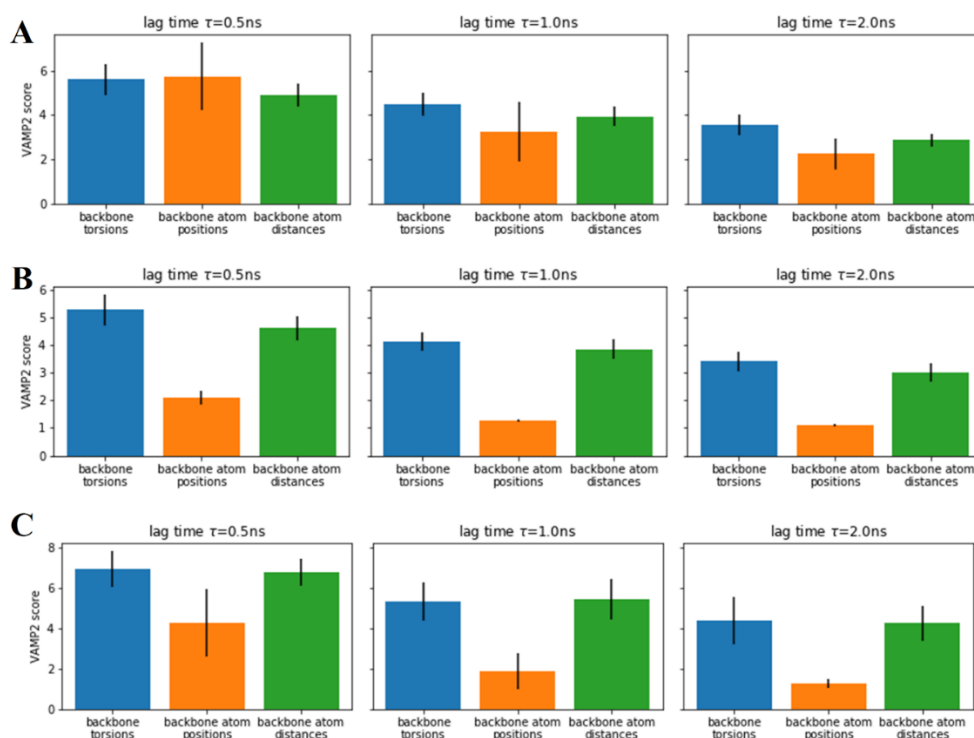 A
lag time τ=0.5ns
lag time τ=1.0ns
lag time τ=2.0ns
VAMP2 score
6
4
2
0
backbone torsions
backbone atom positions
backbone atom distances
backbone torsions
backbone atom positions
backbone atom distances
backbone torsions
backbone atom positions
backbone atom distances
B
lag time τ=0.5ns
lag time τ=1.0ns
lag time τ=2.0ns
VAMP2 score
6
5
4
3
2
1
0
backbone torsions
backbone atom positions
backbone atom distances
backbone torsions
backbone atom positions
backbone atom distances
backbone torsions
backbone atom positions
backbone atom distances
C
lag time τ=0.5ns
lag time τ=1.0ns
lag time τ=2.0ns
VAMP2 score
8
6
4
2
0
backbone torsions
backbone atom positions
backbone atom distances
backbone torsions
backbone atom positions
backbone atom distances
backbone torsions
backbone atom positions
backbone atom distances